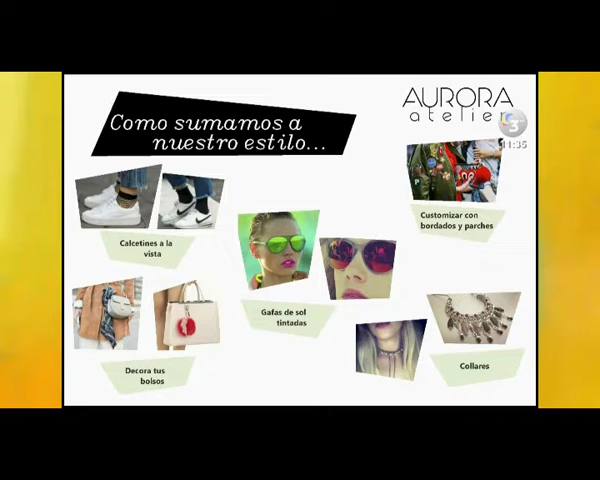 AURORA
atelier
3
11:35
Como sumamos a
nuestro estilo...
Calcetines a la
vista
Customizar con
bordados y parches
Gafas de sol
tintadas
Decora tus
bolsos
Collares